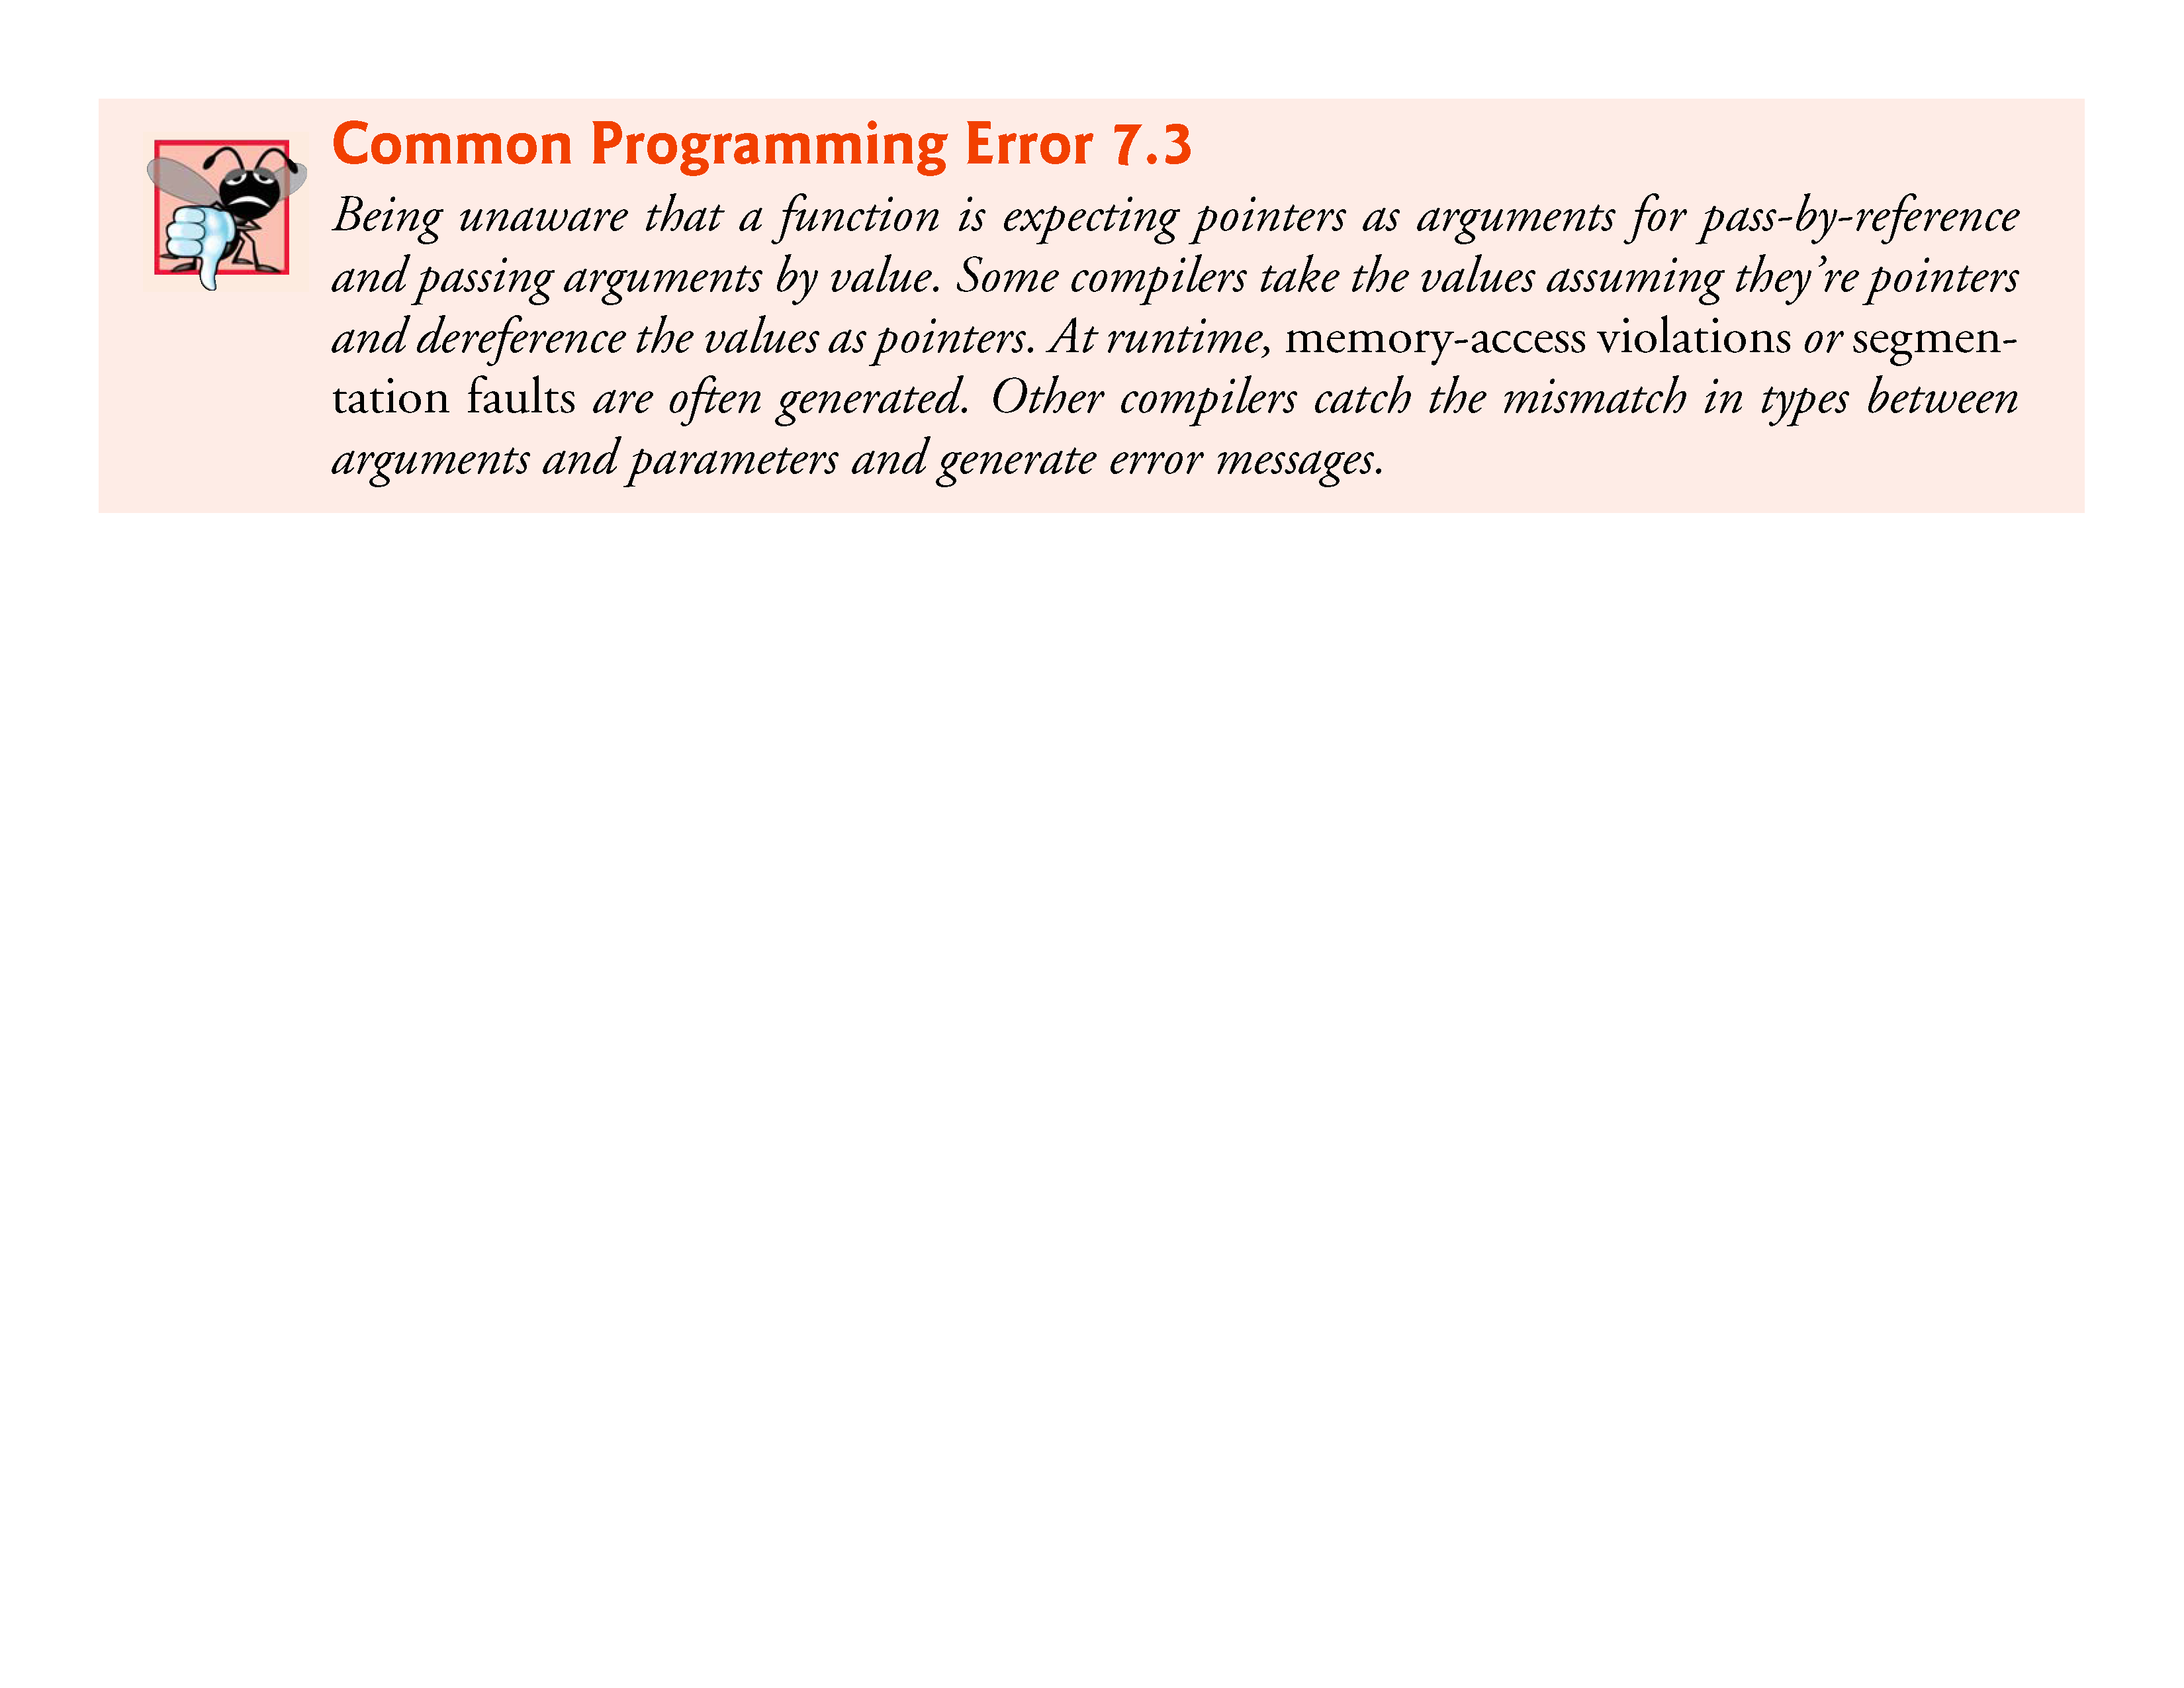 Common Programming Error 7.3
Being unaware that a function is expecting pointers as arguments for pass-by-reference
and passing arguments by value. Some compilers take the values assuming they’re pointers
and dereference the values as pointers. At runtime, memory-access violations or segmen-
tation faults are often generated. Other compilers catch the mismatch in types between
arguments and parameters and generate error messages.